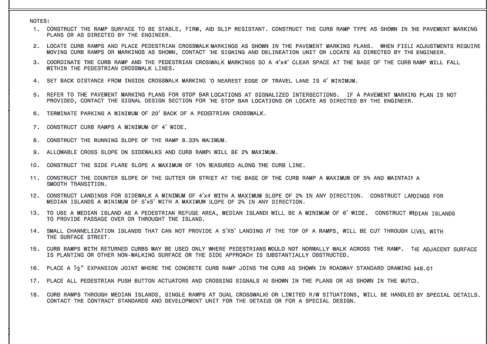 NOTES:
1. CONSTRUCT THE RAMP SURFACE TO BE STABLE, FIRM, AID SLIP RESISTANT. CONSTRUCT THE CURB RAMP TYPE AS SHOWN IN THE PAVEMENT MARKING
PLANS OR AS DIRECTED BY THE ENGINEER.
2. LOCATE CURB RAMPS AND PLACE PEDESTRIAN CROSSWALK MARKINGS AS SHOWN IN THE PAVEMENT MARKING PLANS. WHEN FIELD ADJUSTMENTS REQUIRE
MOVING CURB RAMPS OR MARKINGS AS SHOWN, CONTACT THE SIGNING AND DELINEATION UNIT OR LOCATE AS DIRECTED BY THE ENGINEER.
3. COORDINATE THE CURB RAMP AND THE PEDESTRIAN CROSWALK MARKINGS SO A 4'x4' CLEAR SPACE AT THE BASE OF THE CURB RAMP WILL FALL
WITHIN THE PEDESTRIAN CROSSWALK LINES.
4. SET BACK DISTANCE FROM INSIDE CROSSWALK MARKING 'O NEAREST EDGE OF TRAVEL LANE IS 4' MINIMUM.
5. REFER TO THE PAVEMENT MARKING PLANS FOR STOP BAR LOCATIONS AT SIGNALIZED INTERSECTIONS. IF A PAVEMENT MARKING PLAN IS NOT
PROVIDED, CONTACT THE SIGNAL DESIGN SECTION FOR 'HE STOP BAR LOCATIONS OR LOCATE AS DIRECTED BY THE ENGINEER.
6. TERMINATE PARKING A MINIMUM OF 20' BACK OF A PEDESTRIAN CROSSWALK.
7. CONSTRUCT CURB RAMPS A MINIMUM OF 4' WIDE.
8. CONSTRUCT THE RUNNING SLOPE OF THE RAMP 8.33% MAXIMUM.
9. ALLOWABLE CROSS SLOPE ON SIDEWALKS AND CURB RAMPS WILL BE 2% MAXIMUM.
10. CONSTRUCT THE SIDE FLARE SLOPE A MAXIMUM OF 10% MEASURED ALONG THE CURB LINE.
11. CONSTRUCT THE COUNTER SLOPE OF THE GUTTER OR STREET AT THE BASE OF THE CURB RAMP A MAXIMUM OF 5% AND MAINTAIN A
SMOOTH TRANSITION.
12. CONSTRUCT LANDINGS FOR SIDEWALK A MINIMUM OF 4'x4' WITH A MAXIMUM SLOPE OF 2% IN ANY DIRECTION. CONSTRUCT LANDINGS FOR
MEDIAN ISLANDS A MINIMUM OF 5'x5' WITH A MAXIMUM SLOPE OF 2% IN ANY DIRECTION.
13. TO USE A MEDIAN ISLAND AS A PEDESTRIAN REFUGE AREA, MEDIAN ISLANDS WILL BE A MINIMUM OF 6' WIDE. CONSTRUCT MEDIAN ISLANDS
TO PROVIDE PASSAGE OVER OR THROUGHT THE ISLAND.
14. SMALL CHANNELIZATION ISLANDS THAT CAN NOT PROVIDE A 5'X5' LANDING AT THE TOP OF A RAMPS, WILL BE CUT THROUGH LEVEL WITH
THE SURFACE STREET.
15. CURB RAMPS WITH RETURNED CURBS MAY BE USED ONLY WHERE PEDESTRIANS WOULD NOT NORMALLY WALK ACROSS THE RAMP. THE ADJACENT SURFACE
IS PLANTING OR OTHER NON-WALKING SURFACE OR THE SIDE APPROACH IS SUBSTANTIALLY OBSTRUCTED.
16. PLACE A ½" EXPANSION JOINT WHERE THE CONCRETE CURB RAMP JOINS THE CURB AS SHOWN IN ROADWAY STANDARD DRAWING 848.01
17. PLACE ALL PEDESTRIAN PUSH BUTTON ACTUATORS AND CROSSING SIGNALS AS SHOWN IN THE PLANS OR AS SHOWN IN THE MUTCD.
18. CURB RAMPS THROUGH MEDIAN ISLANDS, SINGLE RAMPS AT DUAL CROSSWALKS OR LIMITED R/W SITUATIONS, WILL BE HANDLED BY SPECIAL DETAILS.
CONTACT THE CONTRACT STANDARDS AND DEVELOPMENT UNIT FOR THE DETAILS OR FOR A SPECIAL DESIGN.